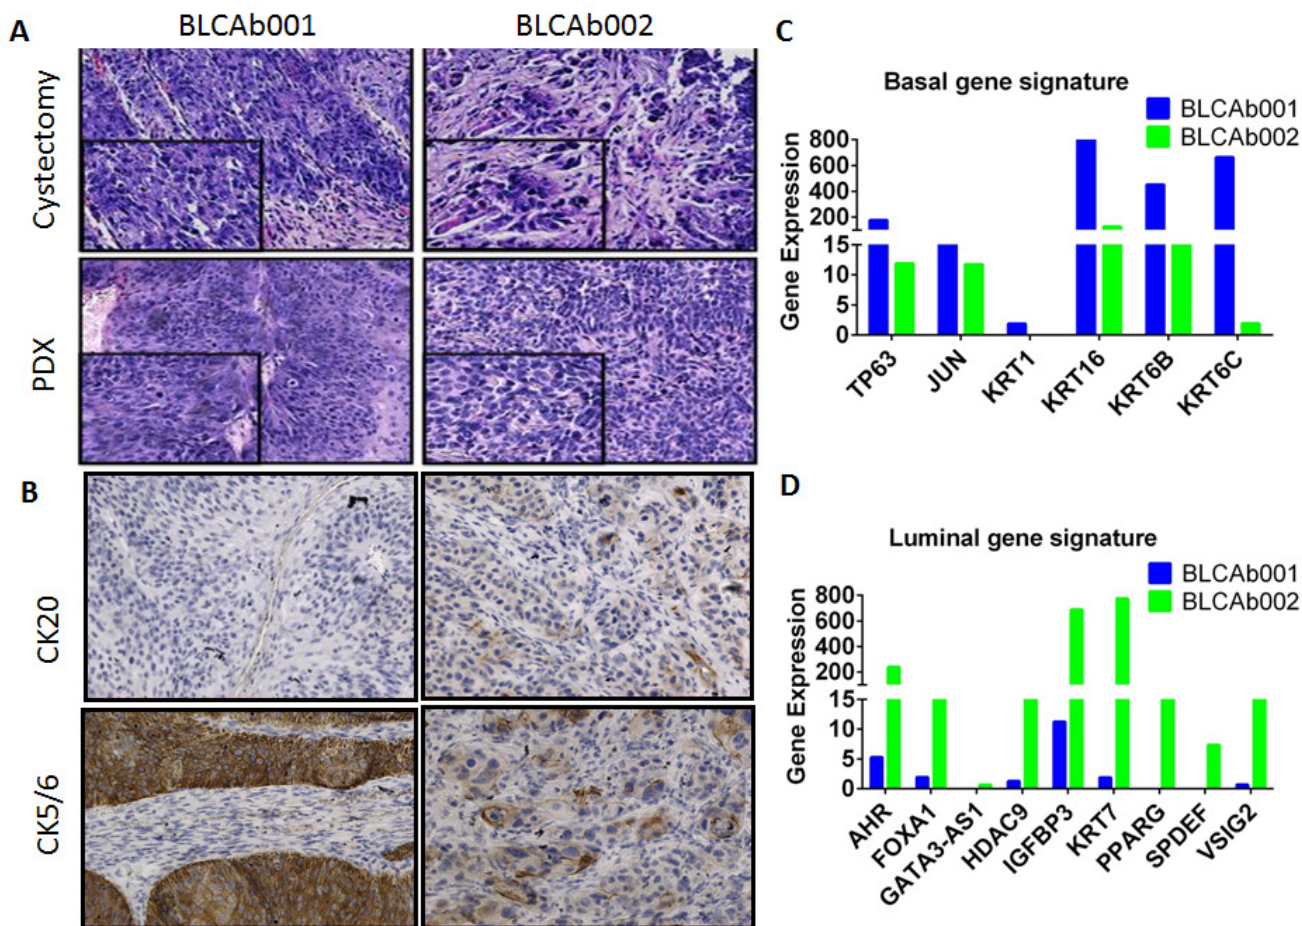 BLCAb001
BLCAb002
A
Cystectomy
PDX
B
CK20
CK5/6
C
Basal gene signature
BLCAb001
BLCAb002
Gene Expression
800
600
400
200
15
10
5
0
TP63
JUN
KRT1
KRT16
KRT6B
KRT6C
D
Luminal gene signature
BLCAb001
BLCAb002
Gene Expression
800
600
400
200
15
10
5
0
AHR
FOXA1
GATA3-AS1
HDAC9
IGFBP3
KRT7
PPARG
SPDEF
VSIG2